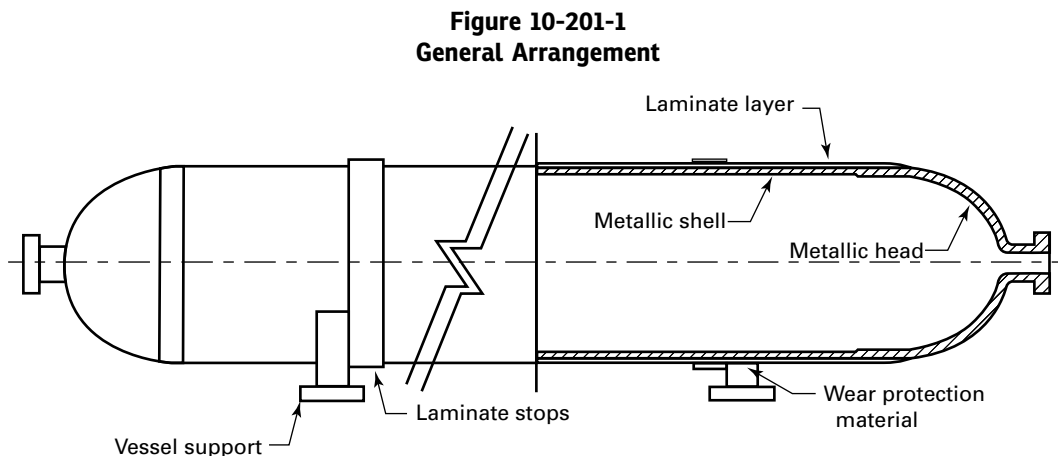 Figure 10-201-1
General Arrangement
Laminate layer
Metallic shell
Metallic head
Wear protection
material
Laminate stops
Vessel support